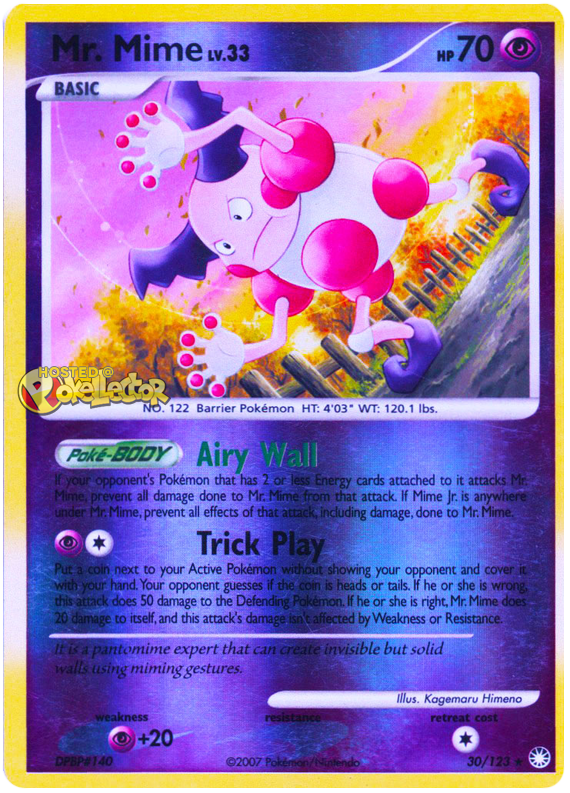 Mr. Mime LV.33 HP 70
BASIC
HOSTED @
POKELLECTOR
NO. 122 Barrier Pokémon HT: 4'03" WT: 120.1 lbs.
Poké-BODY Airy Wall
If your opponent's Pokémon that has 2 or less Energy cards attached to it attacks Mr.
Mime, prevent all damage done to Mr. Mime from that attack. If Mime Jr. is anywhere
under Mr. Mime, prevent all effects of that attack, including damage, done to Mr. Mime.
Trick Play
Put a coin next to your Active Pokémon without showing your opponent and cover it
with your hand. Your opponent guesses if the coin is heads or tails. If he or she is wrong,
this attack does 50 damage to the Defending Pokémon. If he or she is right, Mr. Mime does
20 damage to itself, and this attack's damage isn't affected by Weakness or Resistance.
It is a pantomime expert that can create invisible but solid
walls using miming gestures.
Illus. Kagemaru Himeno
weakness resistance retreat cost
+20
DPBP#140 ©2007 Pokémon/Nintendo 30/123 ★